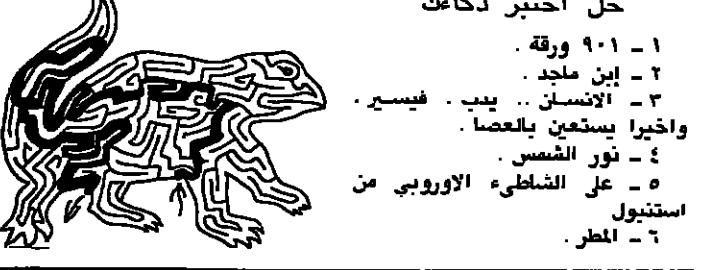 حل اختبر ذكاءك
١ ـ ٩٠١ ورقة .
٢ ـ إبن ماجد .
٣ ـ الانسان .. يدب . فيسير .
واخيرا يستعين بالعصا .
٤ ـ نور الشمس .
٥ ـ على الشاطىء الاوروبي من
استنبول
٦ ـ المطر .